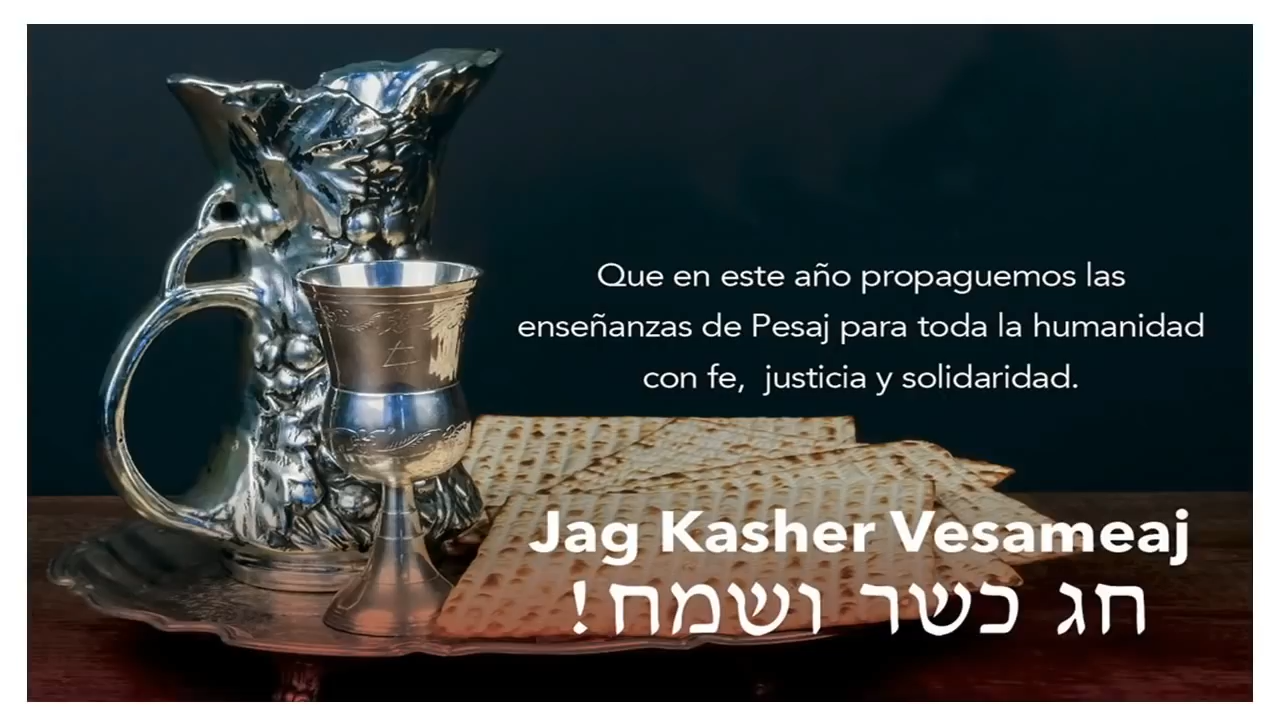 Que en este año propaguemos las
enseñanzas de Pesaj para toda la humanidad
con fe,  justicia y solidaridad.
Jag Kasher Vesameaj
חג כשר ושמח!